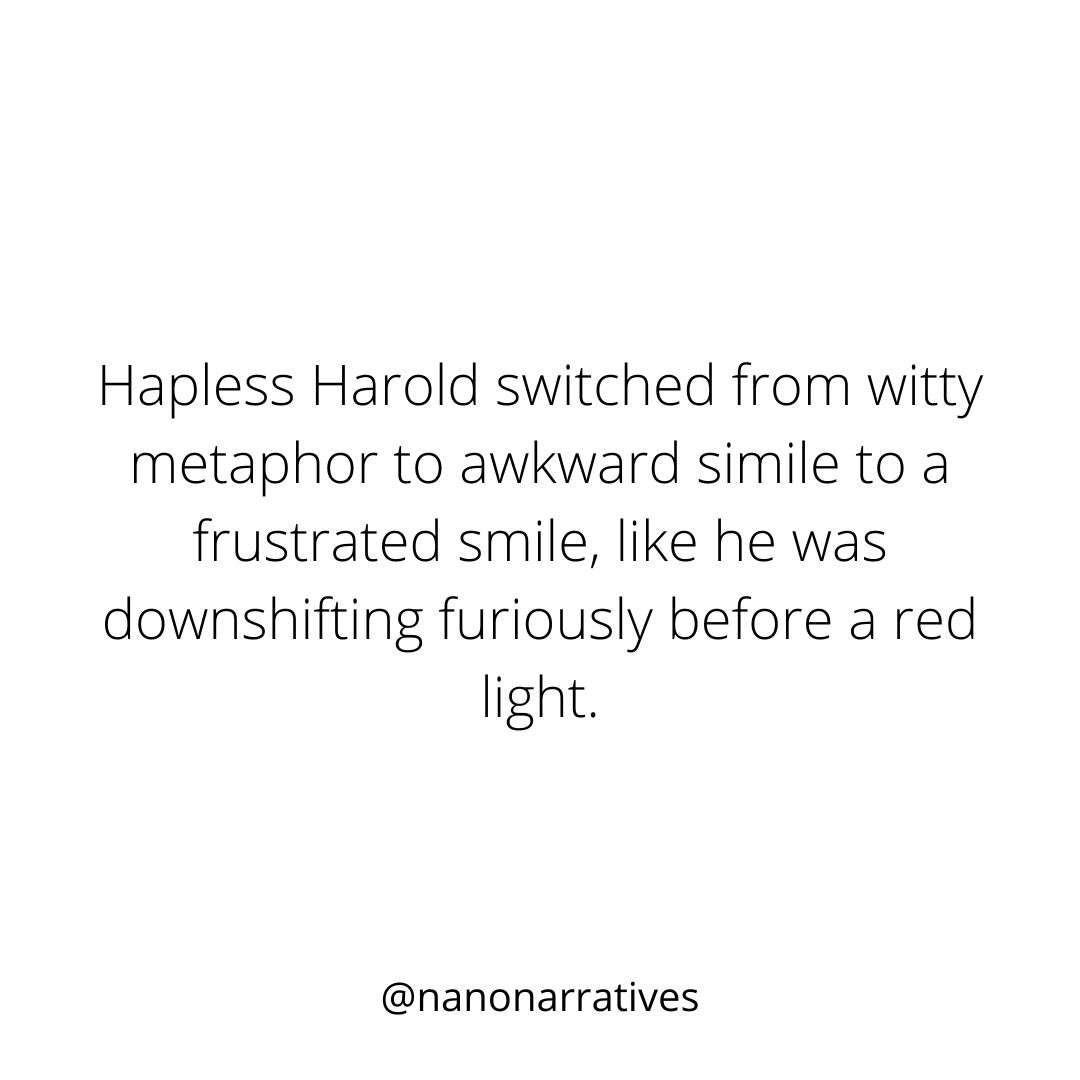 Hapless Harold switched from witty
metaphor to awkward simile to a
frustrated smile, like he was
downshifting furiously before a red
light.
@nanonarratives